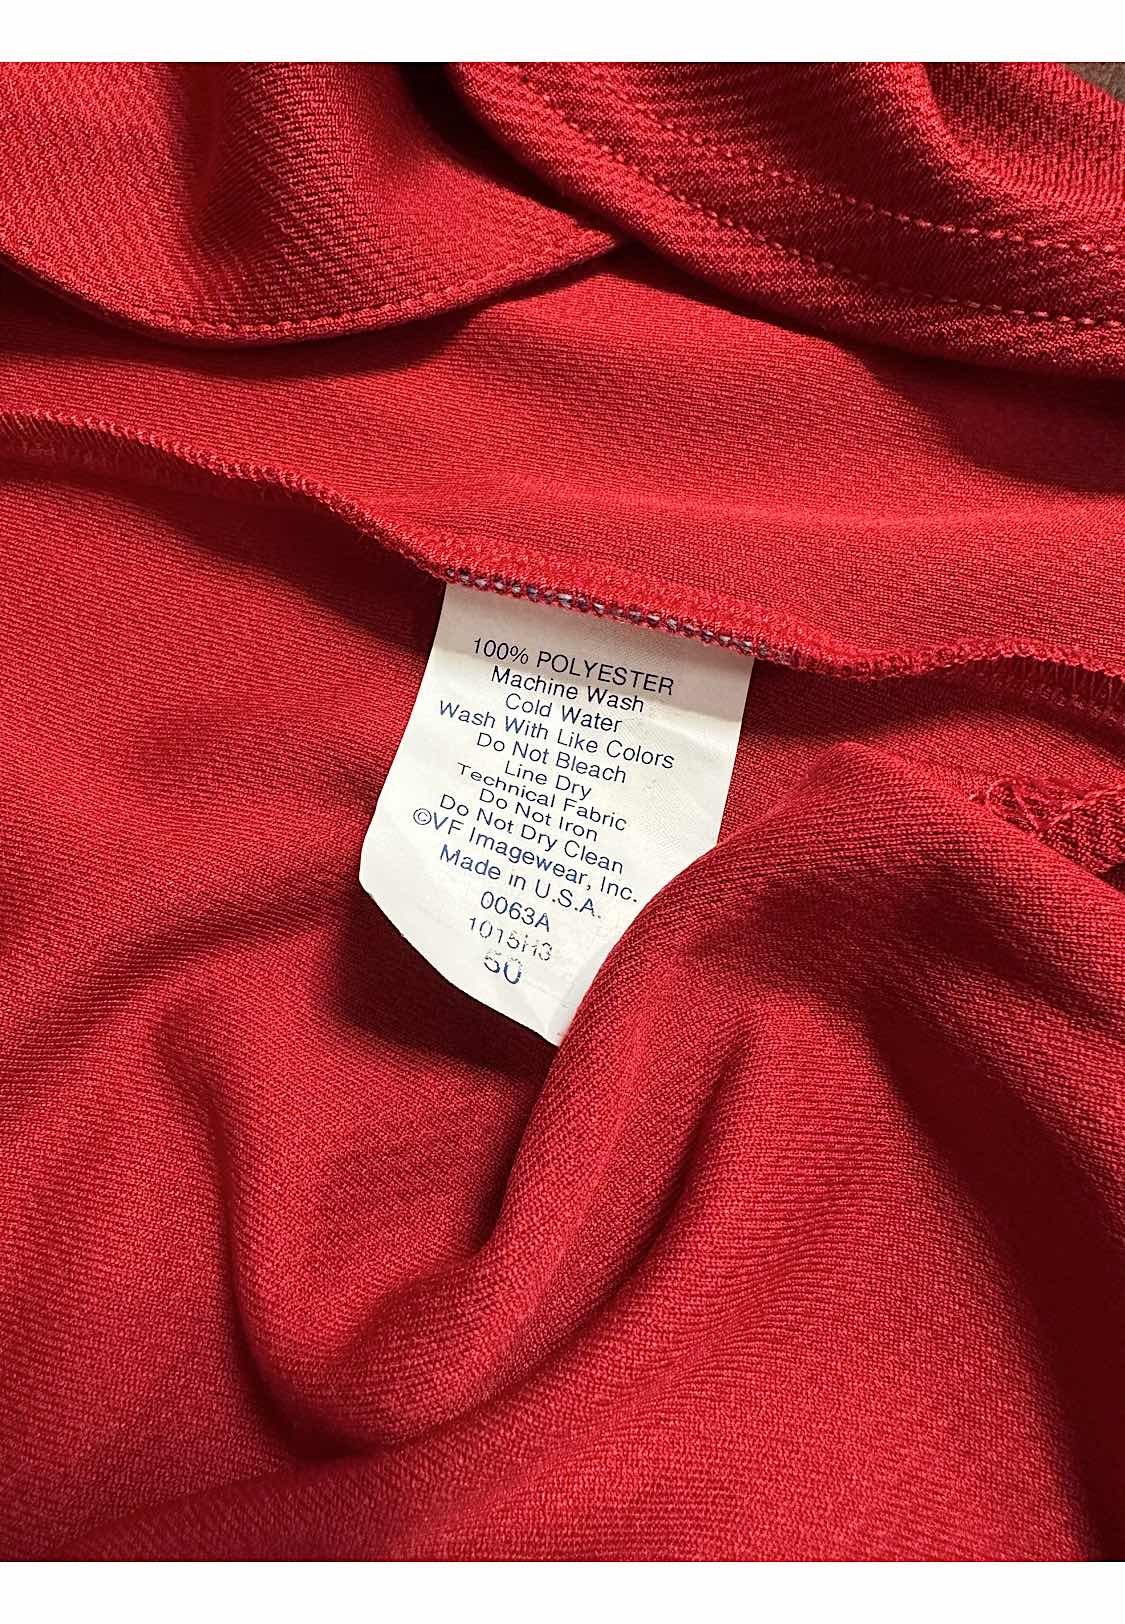 100% POLYESTER
Machine Wash
Cold Water
Wash With Like Colors
Do Not Bleach
Line Dry
Technical Fabric
Do Not Iron
Do Not Dry Clean
©VF Imagewear, Inc.
Made in U.S.A.
0063A
1015H3
50